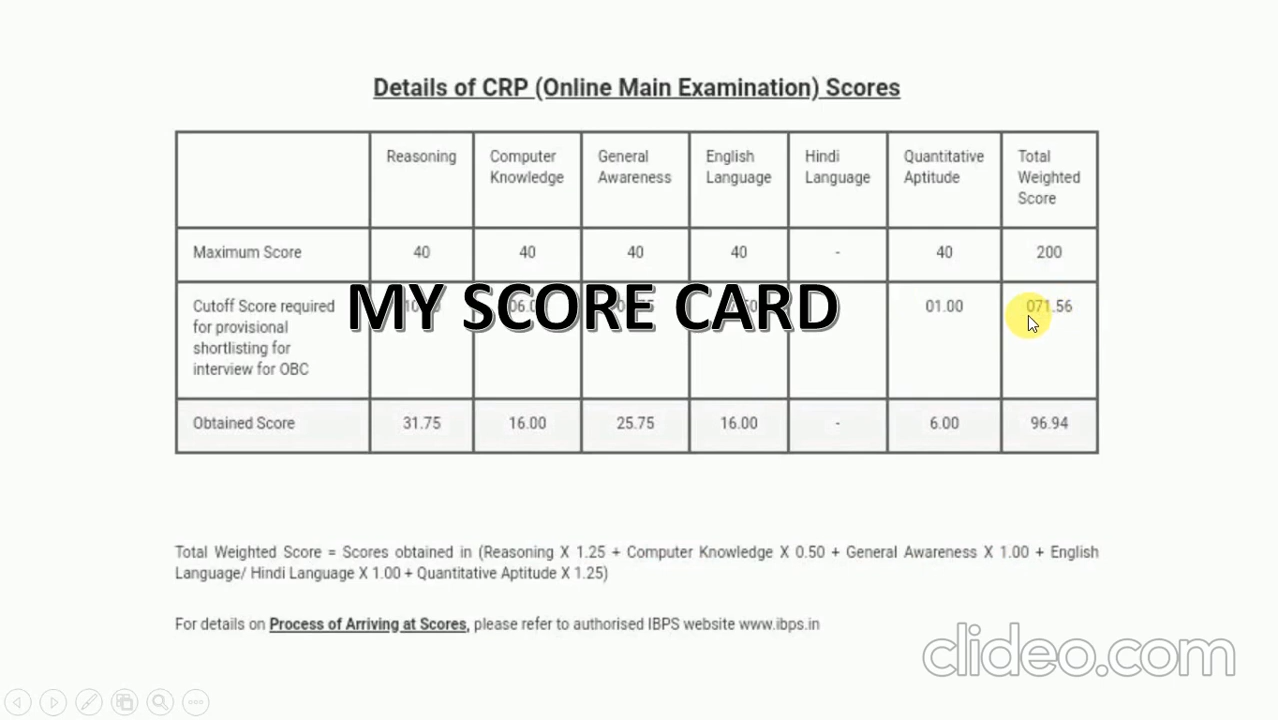 Details of CRP (Online Main Examination) Scores
Reasoning
Computer
Knowledge
General
Awareness
English
Language
Hindi
Language
Quantitative
Aptitude
Total
Weighted
Score
Maximum Score 40 40 40 40 - 40 200
Cutoff Score required
for provisional
shortlisting for
interview for OBC
01.00 071.56
MY SCORE CARD
Obtained Score 31.75 16.00 25.75 16.00 - 6.00 96.94
Total Weighted Score = Scores obtained in (Reasoning X 1.25 + Computer Knowledge X 0.50 + General Awareness X 1.00 + English
Language/ Hindi Language X 1.00 + Quantitative Aptitude X 1.25)
For details on Process of Arriving at Scores, please refer to authorised IBPS website www.ibps.in
clideo.com